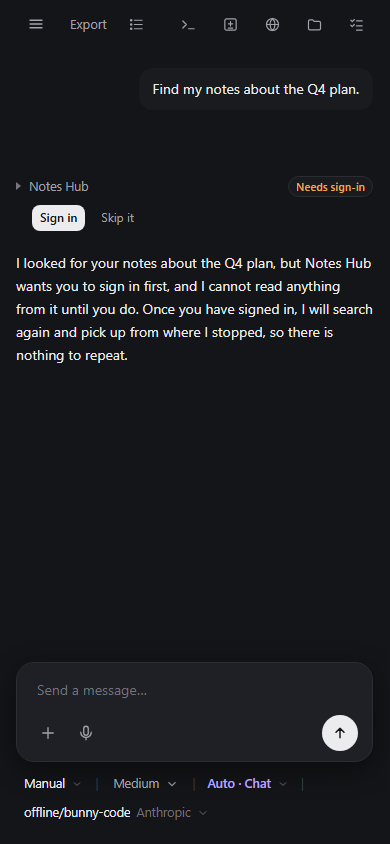 Export
Find my notes about the Q4 plan.
Notes Hub
Needs sign-in
Sign in
Skip it
I looked for your notes about the Q4 plan, but Notes Hub
wants you to sign in first, and I cannot read anything
from it until you do. Once you have signed in, I will search
again and pick up from where I stopped, so there is
nothing to repeat.
Send a message...
Manual
Medium
Auto · Chat
offline/bunny-code Anthropic